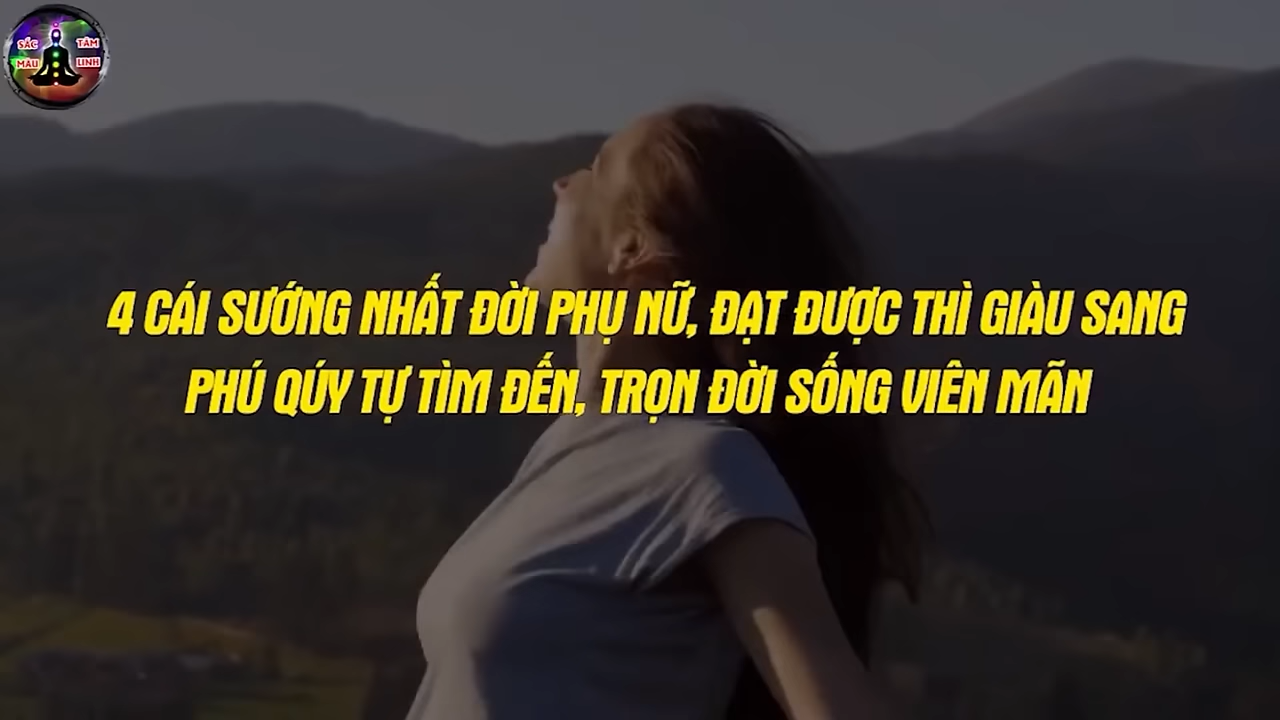 SẮC TÂM
MÀU LINH
4 CÁI SƯỚNG NHẤT ĐỜI PHỤ NỮ, ĐẠT ĐƯỢC THÌ GIÀU SANG
PHÚ QÚY TỰ TÌM ĐẾN, TRỌN ĐỜI SỐNG VIÊN MÃN